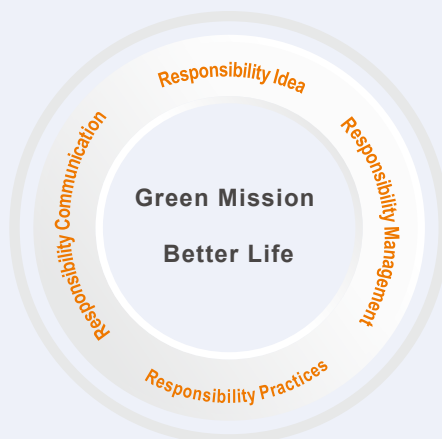 Responsibility Idea
Responsibility Management
Responsibility Practices
Responsibility Communication
Green Mission
Better Life